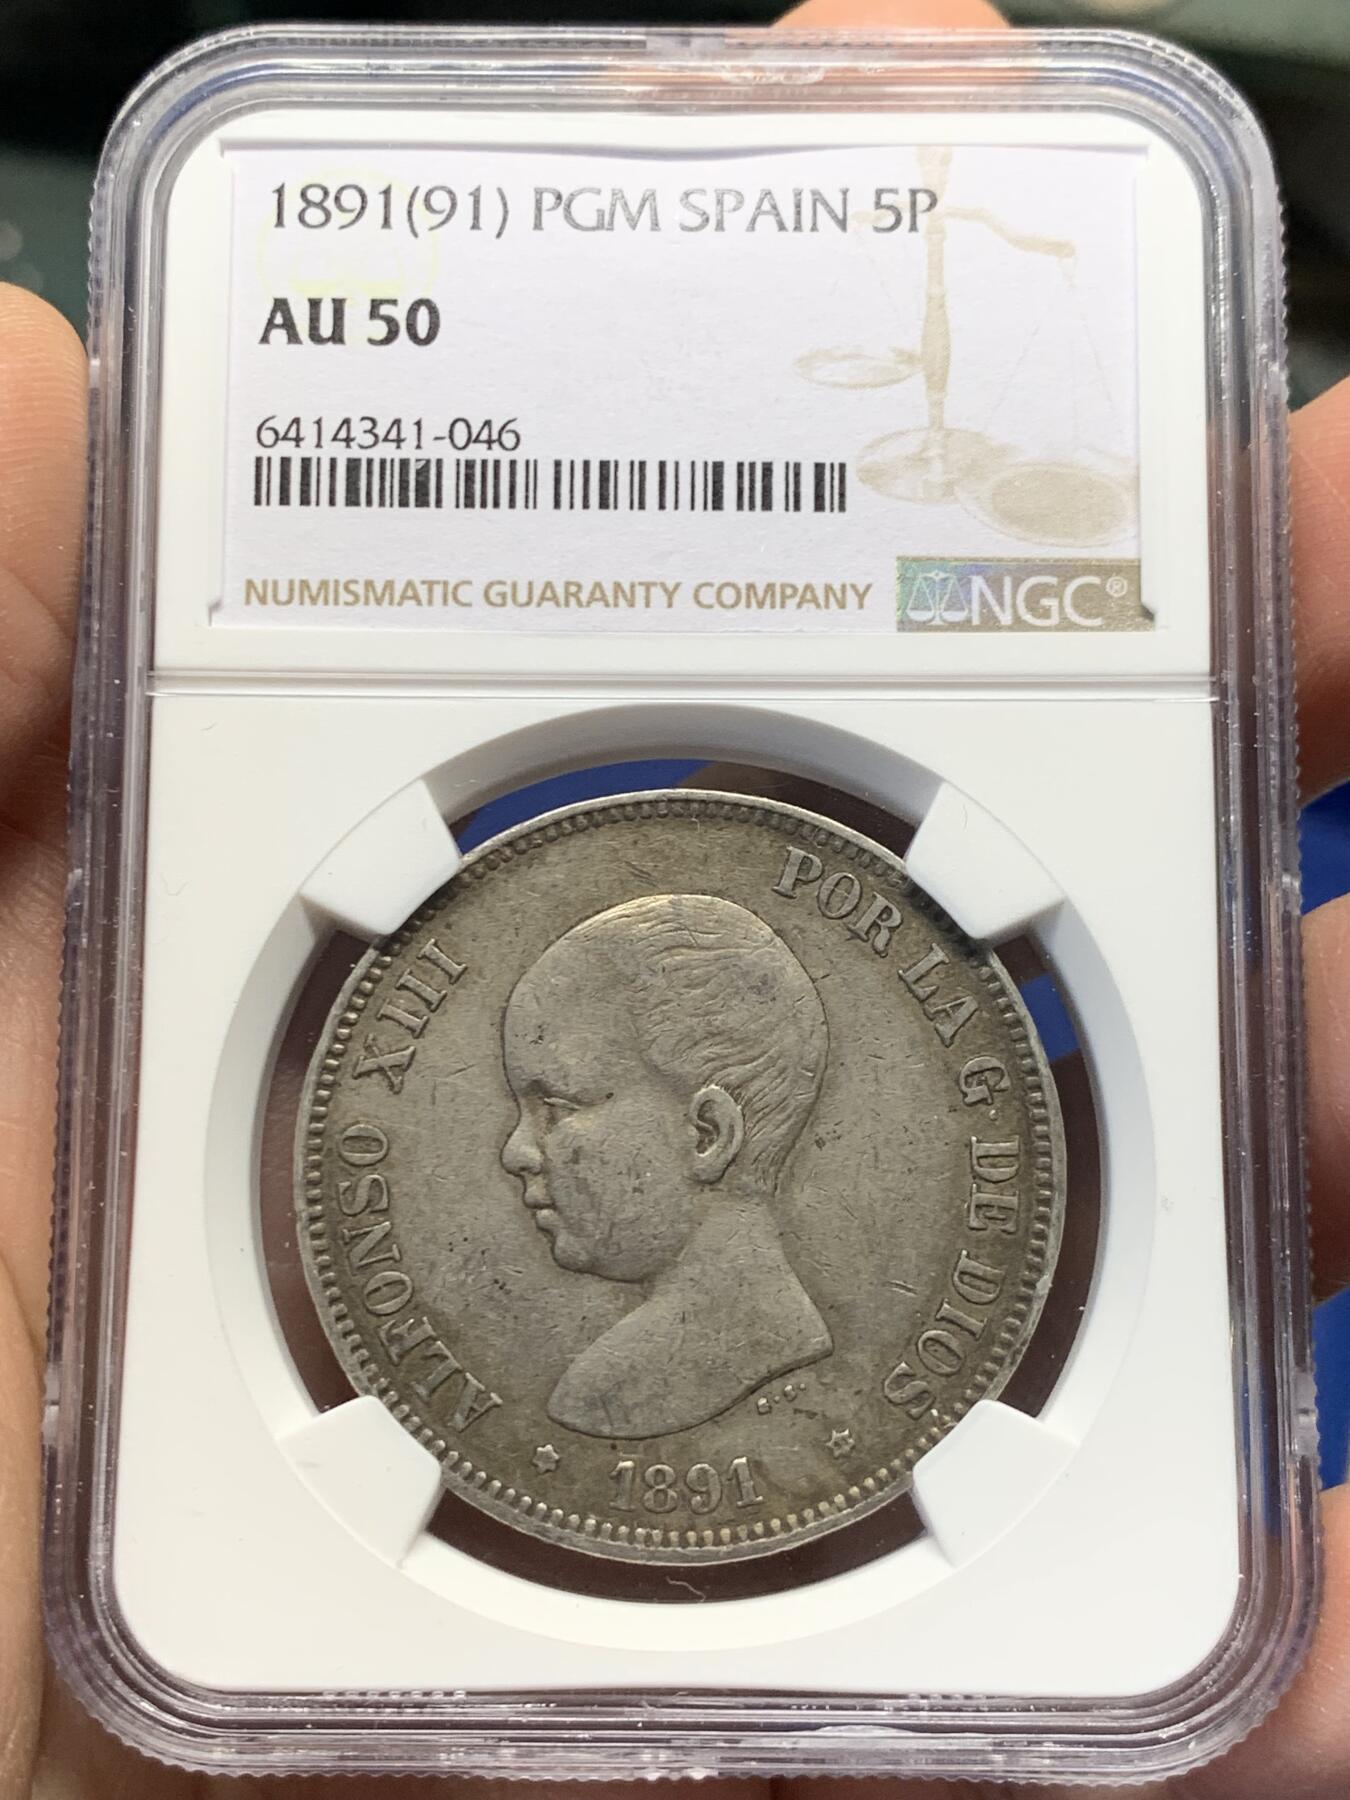 1891(91) PGM SPAIN 5P
AU 50
6414341-046
NUMISMATIC GUARANTY COMPANY
NGC®
ALFONSO XIII POR LA G. DE DIOS
G.S.
1891